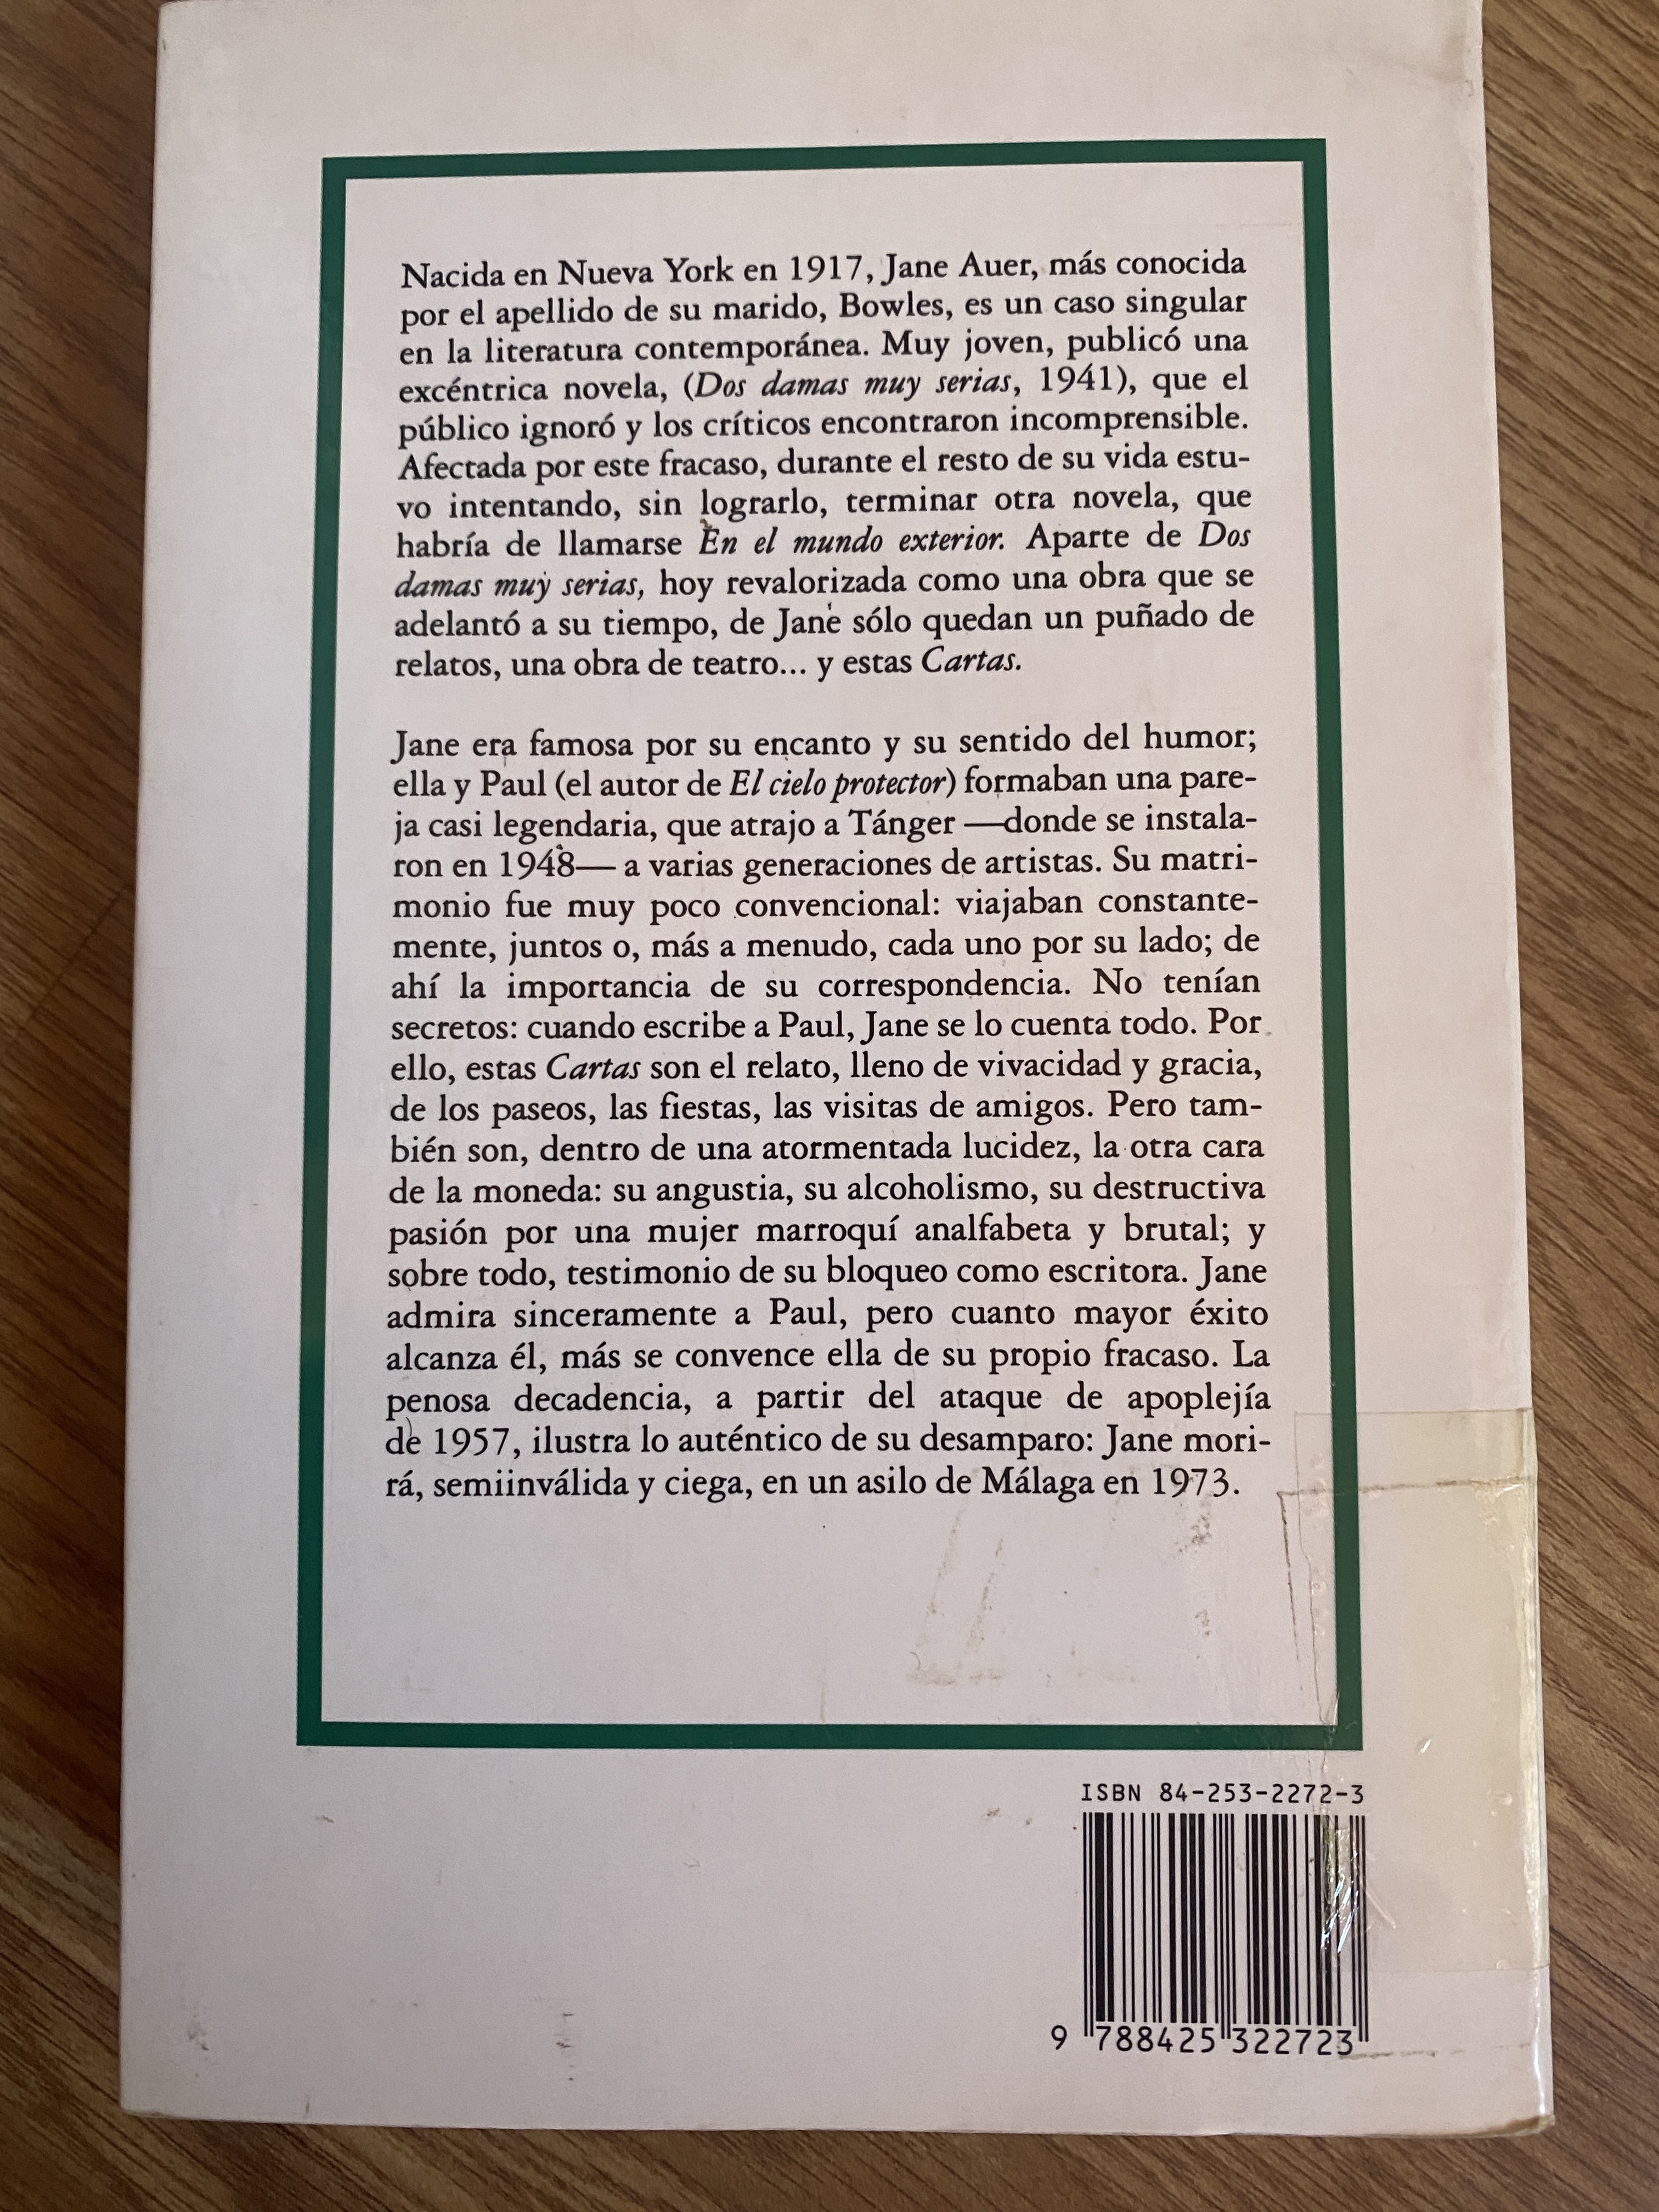 Nacida en Nueva York en 1917, Jane Auer, más conocida
por el apellido de su marido, Bowles, es un caso singular
en la literatura contemporánea. Muy joven, publicó una
excéntrica novela, (Dos damas muy serias, 1941), que el
público ignoró y los críticos encontraron incomprensible.
Afectada por este fracaso, durante el resto de su vida estu-
vo intentando, sin lograrlo, terminar otra novela, que
habría de llamarse En el mundo exterior. Aparte de Dos
damas muy serias, hoy revalorizada como una obra que se
adelantó a su tiempo, de Jane sólo quedan un puñado de
relatos, una obra de teatro... y estas Cartas.
Jane era famosa por su encanto y su sentido del humor;
ella y Paul (el autor de El cielo protector) formaban una pare-
ja casi legendaria, que atrajo a Tánger —donde se instala-
ron en 1948— a varias generaciones de artistas. Su matri-
monio fue muy poco convencional: viajaban constante-
mente, juntos o, más a menudo, cada uno por su lado; de
ahí la importancia de su correspondencia. No tenían
secretos: cuando escribe a Paul, Jane se lo cuenta todo. Por
ello, estas Cartas son el relato, lleno de vivacidad y gracia,
de los paseos, las fiestas, las visitas de amigos. Pero tam-
bién son, dentro de una atormentada lucidez, la otra cara
de la moneda: su angustia, su alcoholismo, su destructiva
pasión por una mujer marroquí analfabeta y brutal; y
sobre todo, testimonio de su bloqueo como escritora. Jane
admira sinceramente a Paul, pero cuanto mayor éxito
alcanza él, más se convence ella de su propio fracaso. La
penosa decadencia, a partir del ataque de apoplejía
de 1957, ilustra lo auténtico de su desamparo: Jane mori-
rá, semiinválida y ciega, en un asilo de Málaga en 1973.
ISBN 84-253-2272-3
9 788425 322723